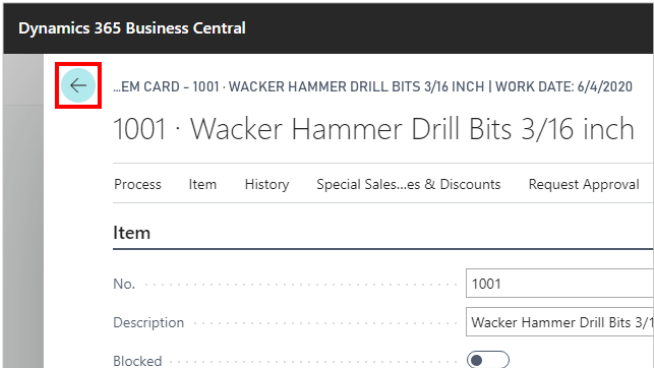 Dynamics 365 Business Central
...EM CARD - 1001 · WACKER HAMMER DRILL BITS 3/16 INCH | WORK DATE: 6/4/2020
1001 · Wacker Hammer Drill Bits 3/16 inch
Process Item History Special Sales...es & Discounts Request Approval
Item
No. 1001
Description Wacker Hammer Drill Bits 3/1
Blocked